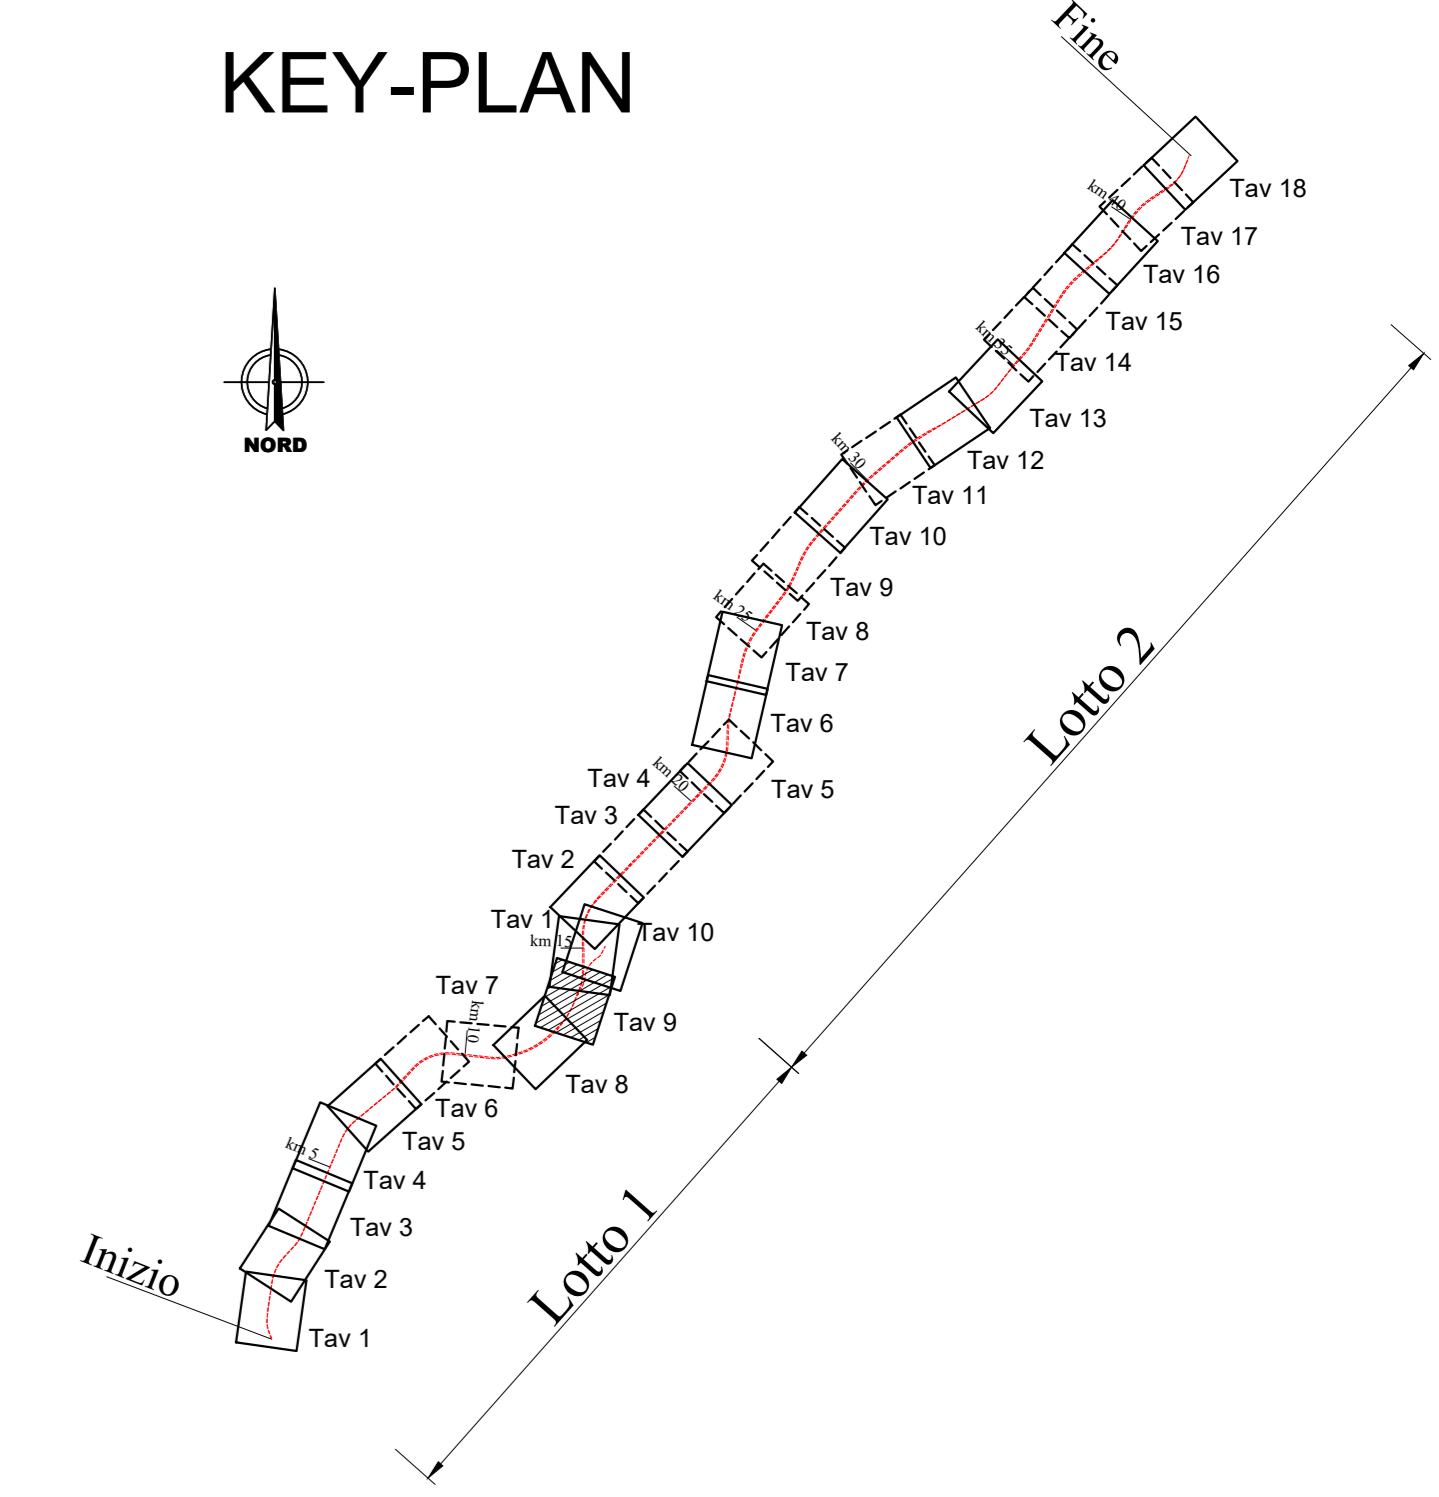 Fine
KEY-PLAN
Tav 18
km 40
Tav 17
Tav 16
Tav 15
km 35
Tav 14
Tav 13
NORD
km 30
Tav 12
Tav 11
Tav 10
Tav 9
km 25
Tav 8
Tav 7
Lotto 2
Tav 6
Tav 4
km 20
Tav 5
Tav 3
Tav 2
Tav 1
Tav 10
km 15
Tav 7
km 10
Tav 9
Tav 8
Tav 6
Tav 5
km 5
Tav 4
Tav 3
Lotto 1
Inizio
Tav 2
Tav 1